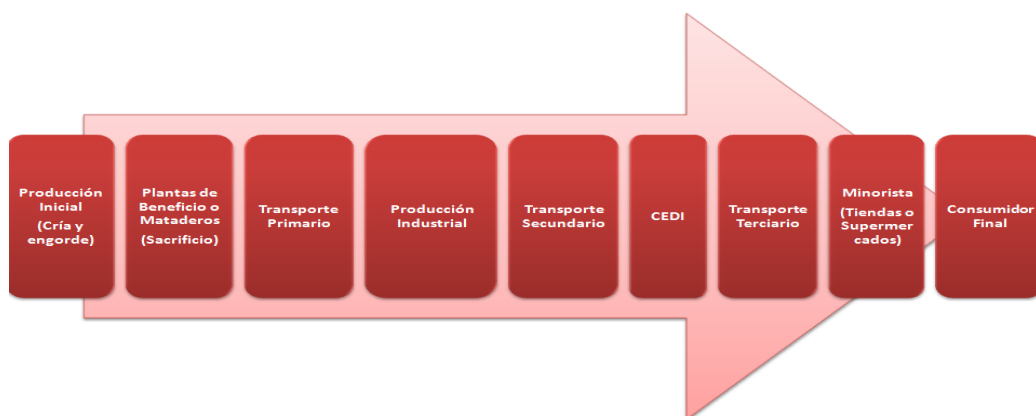 Producción
Inicial
(Cría y
engorde)
Plantas de
Beneficio o
Mataderos
(Sacrificio)
Transporte
Primario
Producción
Industrial
Transporte
Secundario
CEDI
Transporte
Terciario
Minorista
(Tiendas o
Supermer
cados)
Consumidor
Final